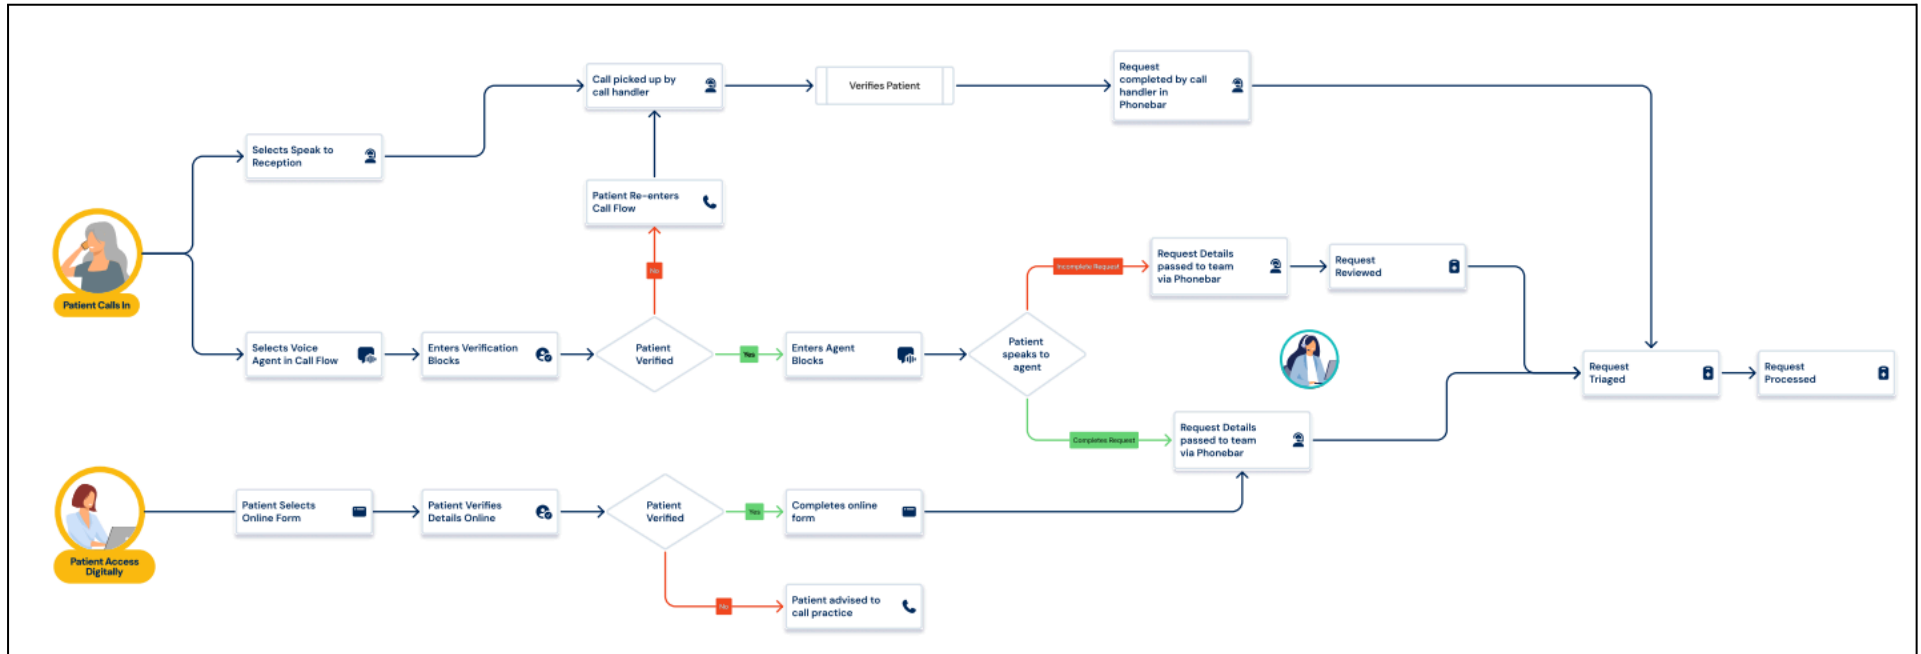 Call picked up by
call handler
Verifies Patient
Request
completed by call
handler in
Phonebar
Selects Speak to
Reception
Patient Re-enters
Call Flow
No
Patient Calls In
Selects Voice
Agent in Call Flow
Enters Verification
Blocks
Patient
Verified
Yes
Enters Agent
Blocks
Patient
speaks to
agent
Incomplete Request
Request Details
passed to team
via Phonebar
Request
Reviewed
Completes Request
Request Details
passed to team
via Phonebar
Request
Triaged
Request
Processed
Patient Access
Digitally
Patient Selects
Online Form
Patient Verifies
Details Online
Patient
Verified
Yes
Completes online
form
No
Patient advised to
call practice